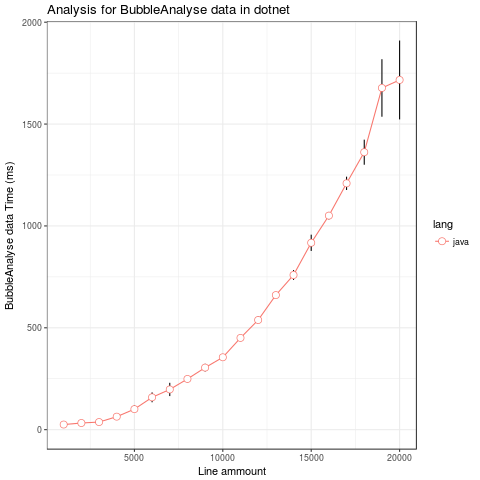 Analysis for BubbleAnalyse data in dotnet
BubbleAnalyse data Time (ms)
2000
1500
1000
500
0
5000
10000
15000
20000
Line ammount
lang
java